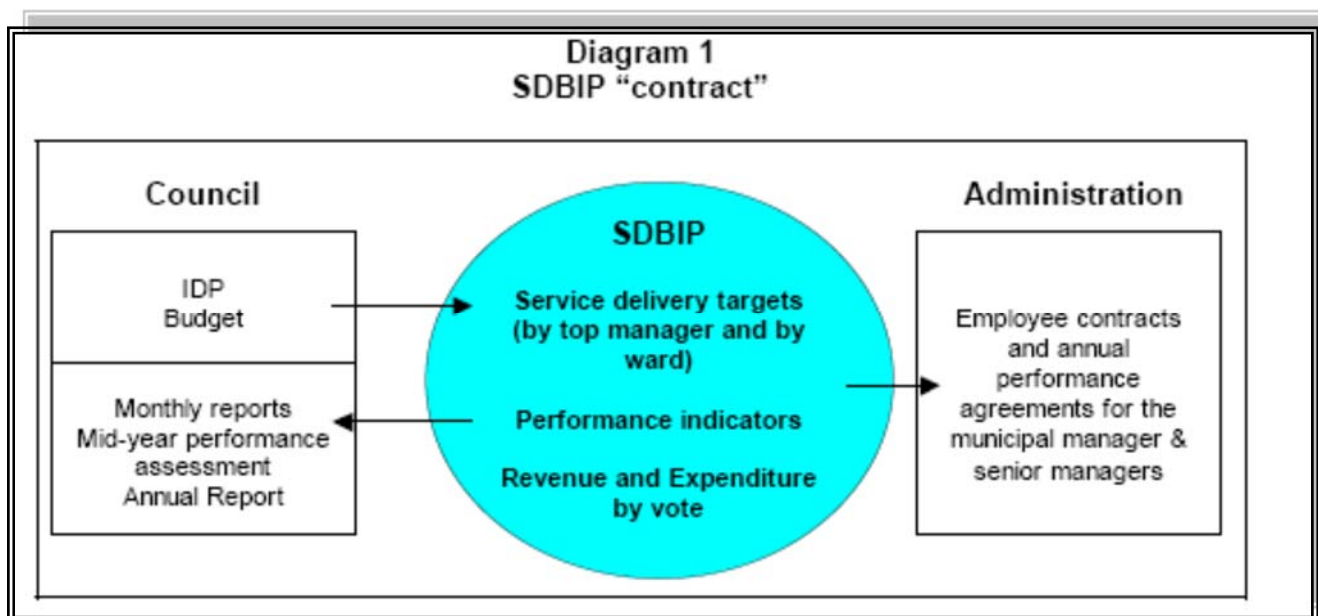 Diagram 1
SDBIP “contract”
Council
IDP
Budget
Monthly reports
Mid-year performance
assessment
Annual Report
SDBIP
Service delivery targets
(by top manager and by
ward)
Performance indicators
Revenue and Expenditure
by vote
Administration
Employee contracts
and annual
performance
agreements for the
municipal manager &
senior managers